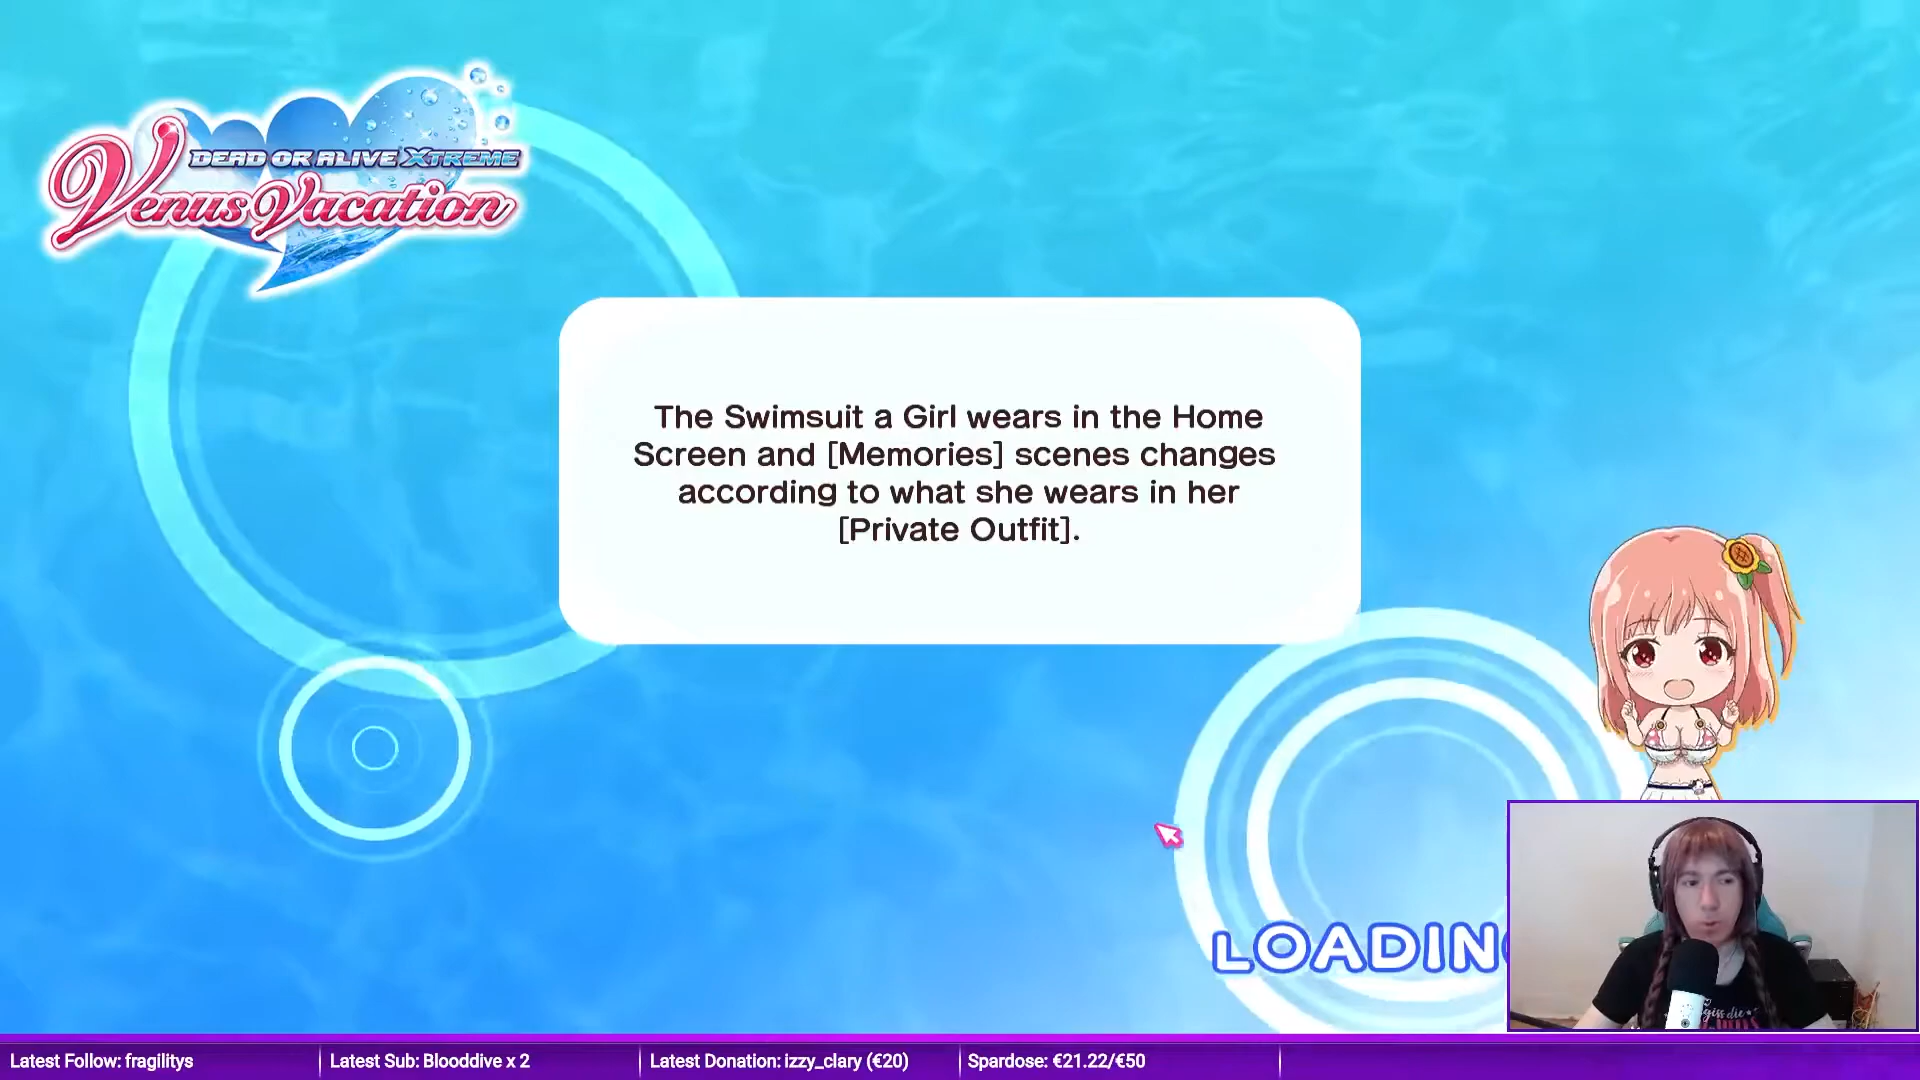 DEAD OR ALIVE XTREME
Venus Vacation
The Swimsuit a Girl wears in the Home
Screen and [Memories] scenes changes
according to what she wears in her
[Private Outfit].
LOADING
Latest Follow: fragilitys
Latest Sub: Blooddive x 2
Latest Donation: izzy_clary (€20)
Spardose: €21.22/€50